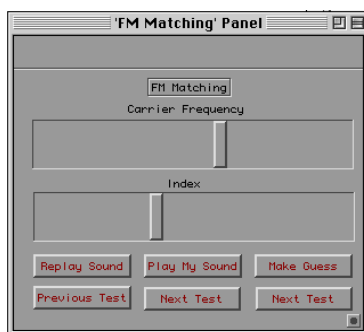 'FM Matching' Panel
FM Matching
Carrier Frequency
Index
Replay Sound Play My Sound Make Guess
Previous Test Next Test Next Test